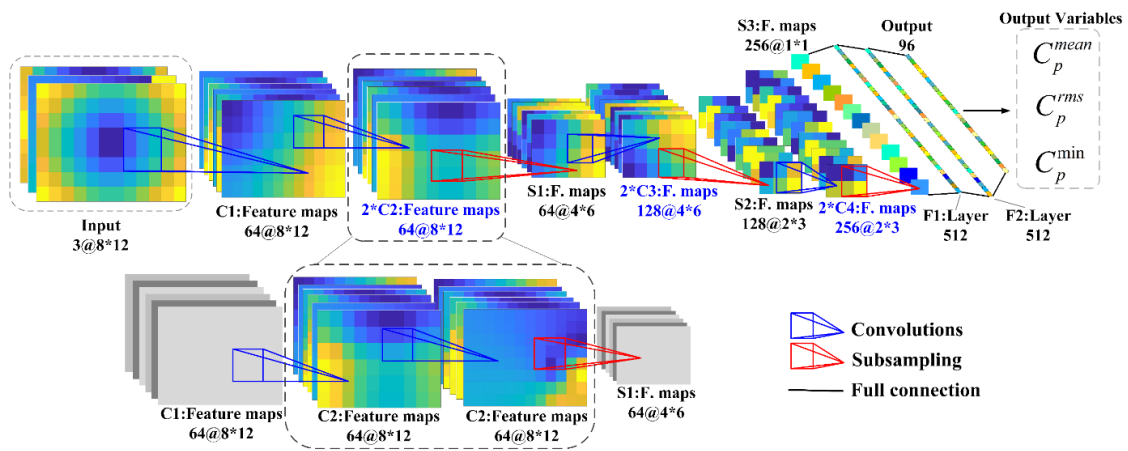 Input
3@8*12
C1:Feature maps
64@8*12
2*C2:Feature maps
64@8*12
S1:F. maps
64@4*6
2*C3:F. maps
128@4*6
S2:F. maps
128@2*3
2*C4:F. maps
256@2*3
S3:F. maps
256@1*1
Output
96
F1:Layer
512
F2:Layer
512
Output Variables
C_p^{mean}
C_p^{rms}
C_p^{min}
C1:Feature maps
64@8*12
C2:Feature maps
64@8*12
C2:Feature maps
64@8*12
S1:F. maps
64@4*6
Convolutions
Subsampling
Full connection